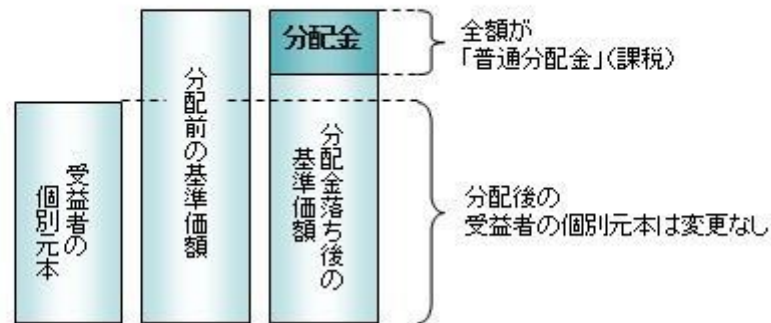 受益者の
個別元本
分配前の基準価額
分配金
分配金落ち後の
基準価額
全額が
「普通分配金」(課税)
分配後の
受益者の個別元本は変更なし